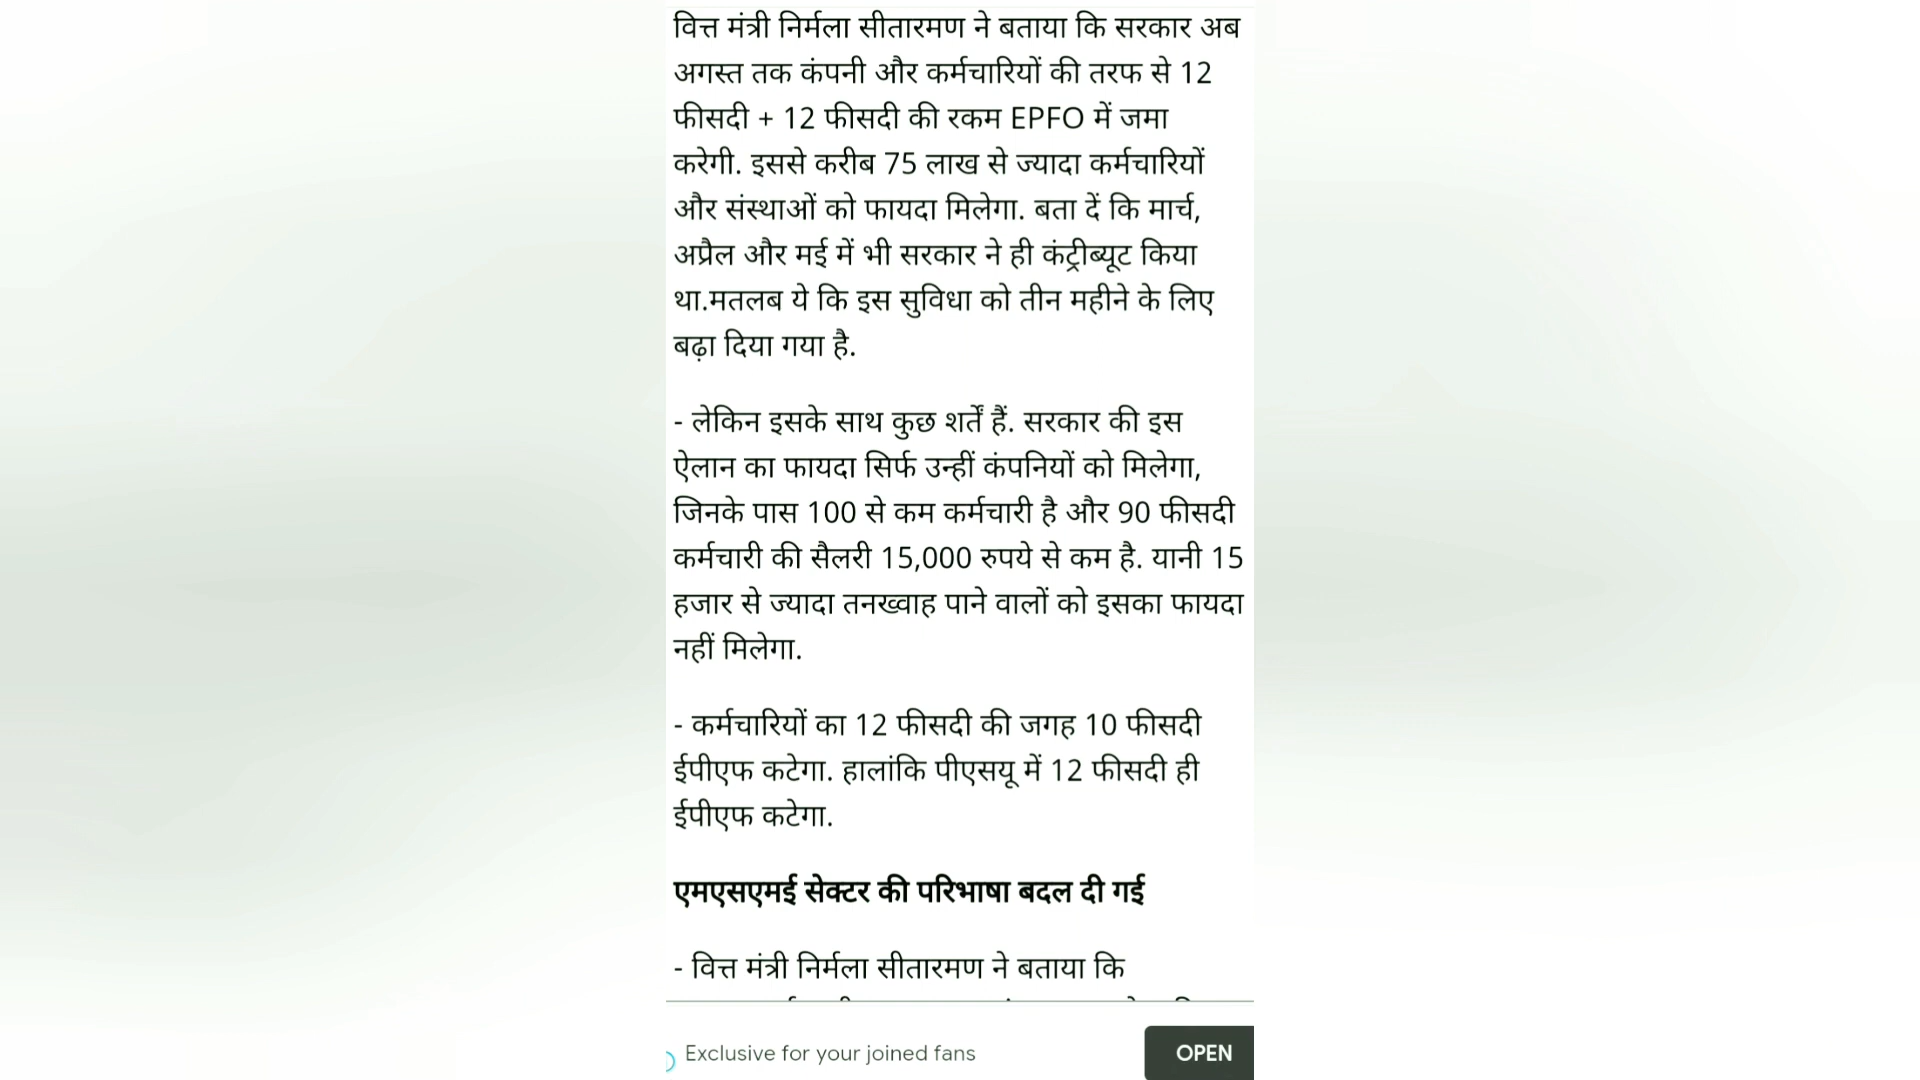 वित्त मंत्री निर्मला सीतारमण ने बताया कि सरकार अब
अगस्त तक कंपनी और कर्मचारियों की तरफ से 12
फीसदी + 12 फीसदी की रकम EPFO में जमा
करेगी. इससे करीब 75 लाख से ज्यादा कर्मचारियों
और संस्थाओं को फायदा मिलेगा. बता दें कि मार्च,
अप्रैल और मई में भी सरकार ने ही कंट्रीब्यूट किया
था.मतलब ये कि इस सुविधा को तीन महीने के लिए
बढ़ा दिया गया है.
- लेकिन इसके साथ कुछ शर्तें हैं. सरकार की इस
ऐलान का फायदा सिर्फ उन्हीं कंपनियों को मिलेगा,
जिनके पास 100 से कम कर्मचारी है और 90 फीसदी
कर्मचारी की सैलरी 15,000 रुपये से कम है. यानी 15
हजार से ज्यादा तनख्वाह पाने वालों को इसका फायदा
नहीं मिलेगा.
- कर्मचारियों का 12 फीसदी की जगह 10 फीसदी
ईपीएफ कटेगा. हालांकि पीएसयू में 12 फीसदी ही
ईपीएफ कटेगा.
एमएसएमई सेक्टर की परिभाषा बदल दी गई
- वित्त मंत्री निर्मला सीतारमण ने बताया कि
Exclusive for your joined fans
OPEN